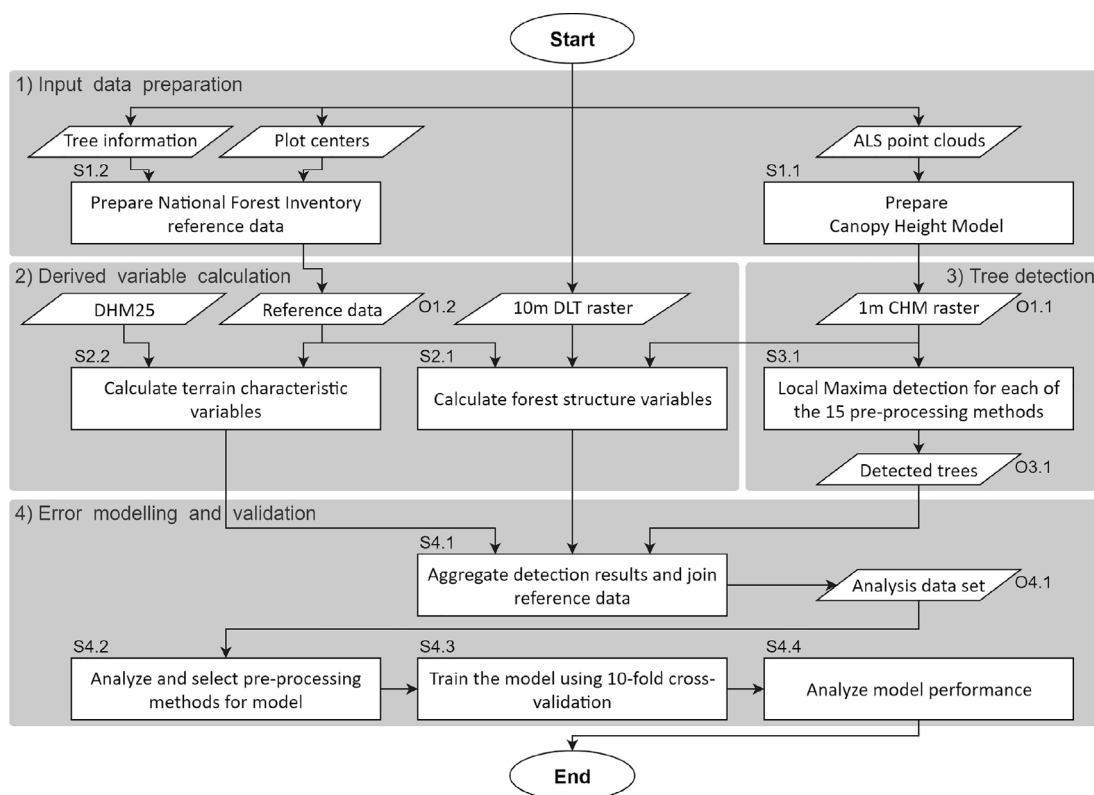 Start
1) Input data preparation
Tree information
Plot centers
ALS point clouds
S1.2
S1.1
Prepare National Forest Inventory
reference data
Prepare
Canopy Height Model
2) Derived variable calculation
3) Tree detection
DHM25
Reference data
O1.2
10m DLT raster
1m CHM raster
O1.1
S2.2
S2.1
S3.1
Calculate terrain characteristic
variables
Calculate forest structure variables
Local Maxima detection for each of
the 15 pre-processing methods
Detected trees
O3.1
4) Error modelling and validation
S4.1
Aggregate detection results and join
reference data
Analysis data set
O4.1
S4.2
S4.3
S4.4
Analyze and select pre-processing
methods for model
Train the model using 10-fold cross-
validation
Analyze model performance
End